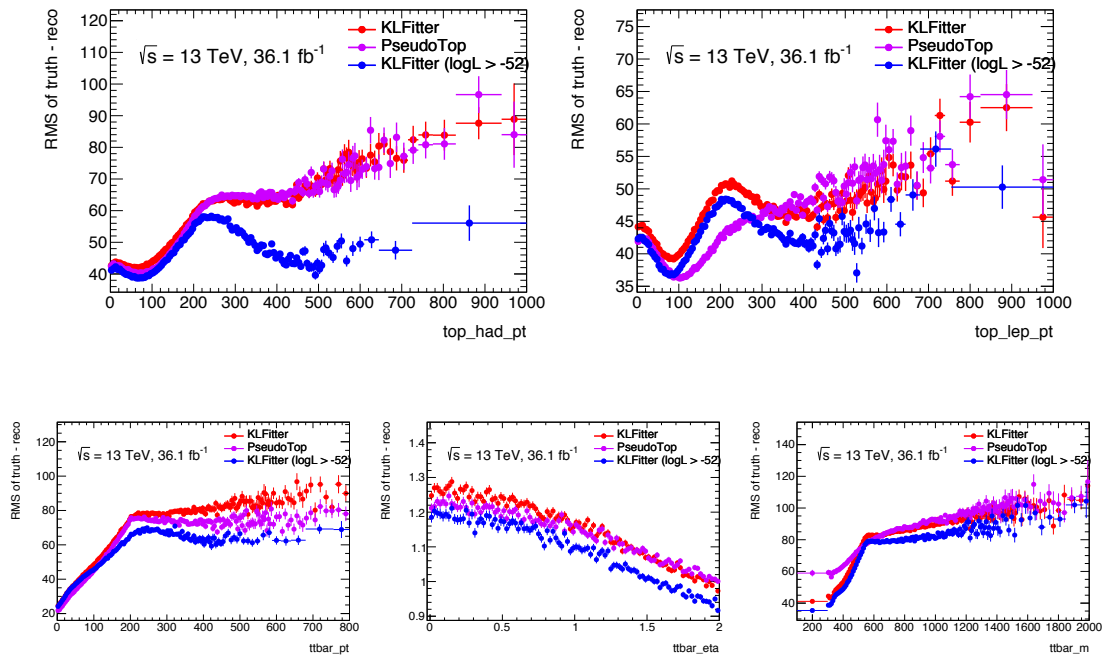 RMS of truth - reco
120
110
100
90
80
70
60
50
40
√s = 13 TeV, 36.1 fb-1
KLFitter
PseudoTop
KLFitter (logL > -52)
0 100 200 300 400 500 600 700 800 900 1000
top_had_pt
RMS of truth - reco
75
70
65
60
55
50
45
40
35
√s = 13 TeV, 36.1 fb-1
KLFitter
PseudoTop
KLFitter (logL > -52)
0 100 200 300 400 500 600 700 800 900 1000
top_lep_pt
RMS of truth - reco
120
100
80
60
40
20
√s = 13 TeV, 36.1 fb-1
KLFitter
PseudoTop
KLFitter (logL > -52)
0 100 200 300 400 500 600 700 800
ttbar_pt
RMS of truth - reco
1.4
1.3
1.2
1.1
1
0.9
√s = 13 TeV, 36.1 fb-1
KLFitter
PseudoTop
KLFitter (logL > -52)
0 0.5 1 1.5 2
ttbar_eta
RMS of truth - reco
140
120
100
80
60
40
√s = 13 TeV, 36.1 fb-1
KLFitter
PseudoTop
KLFitter (logL > -52)
200 400 600 800 1000 1200 1400 1600 1800 2000
ttbar_m